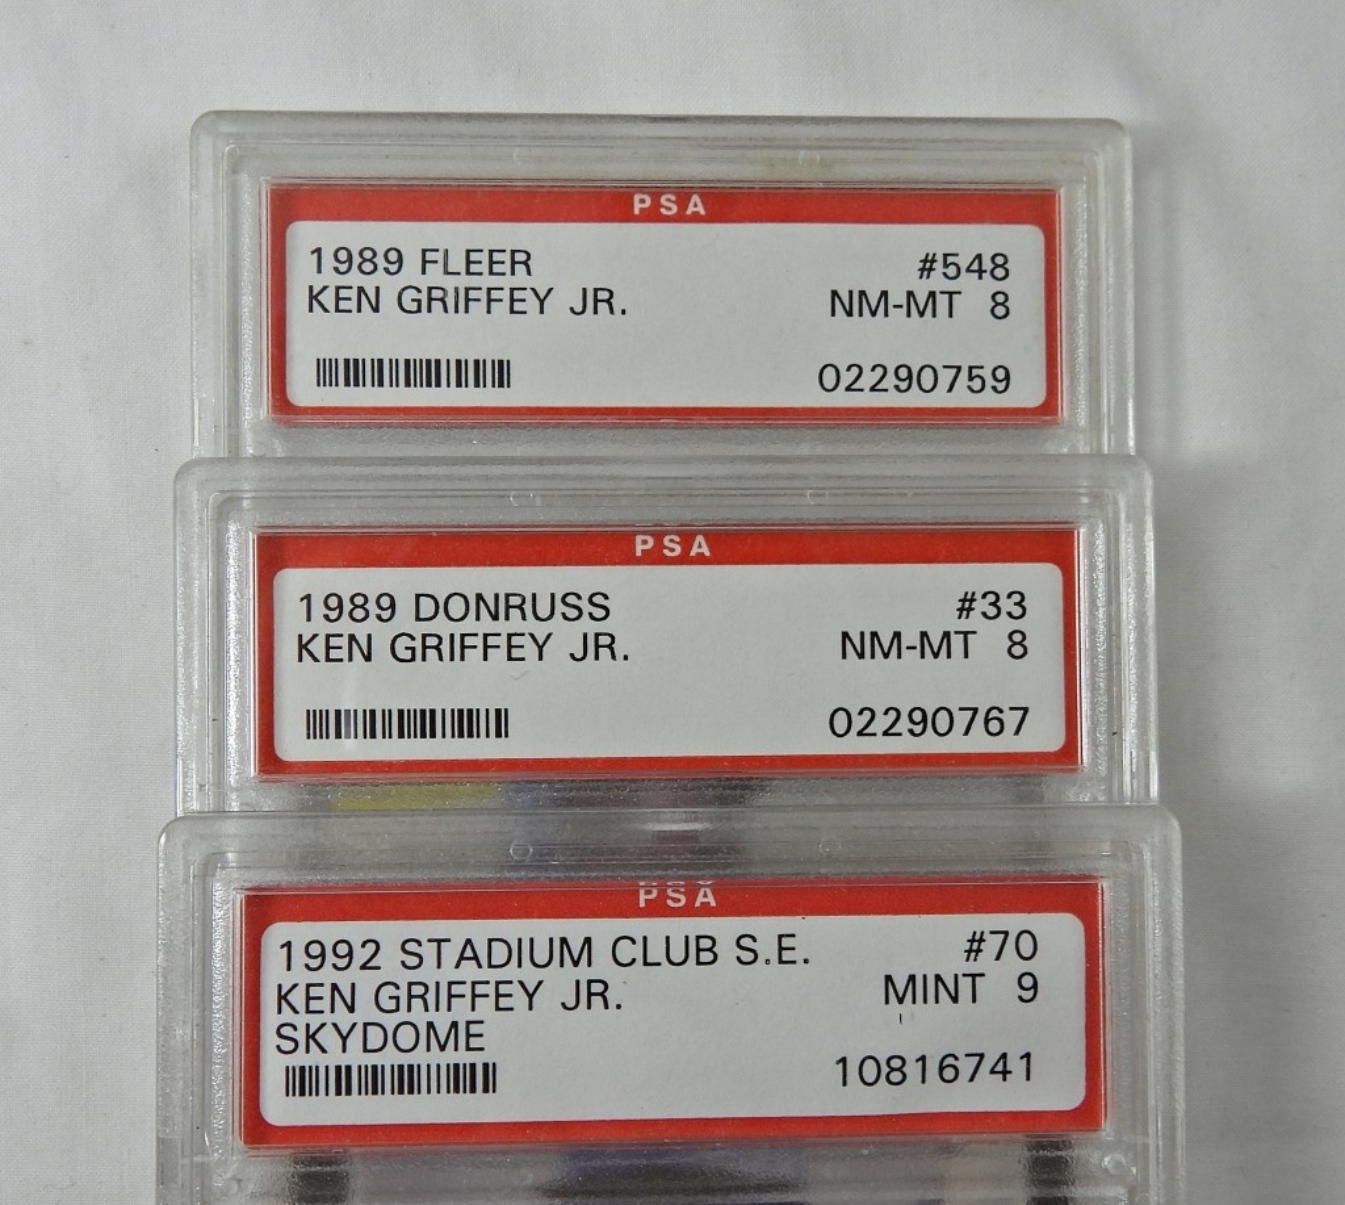 PSA
1989 FLEER #548
KEN GRIFFEY JR. NM-MT 8
02290759
PSA
1989 DONRUSS #33
KEN GRIFFEY JR. NM-MT 8
02290767
PSA
1992 STADIUM CLUB S.E. #70
KEN GRIFFEY JR. MINT 9
SKYDOME
10816741